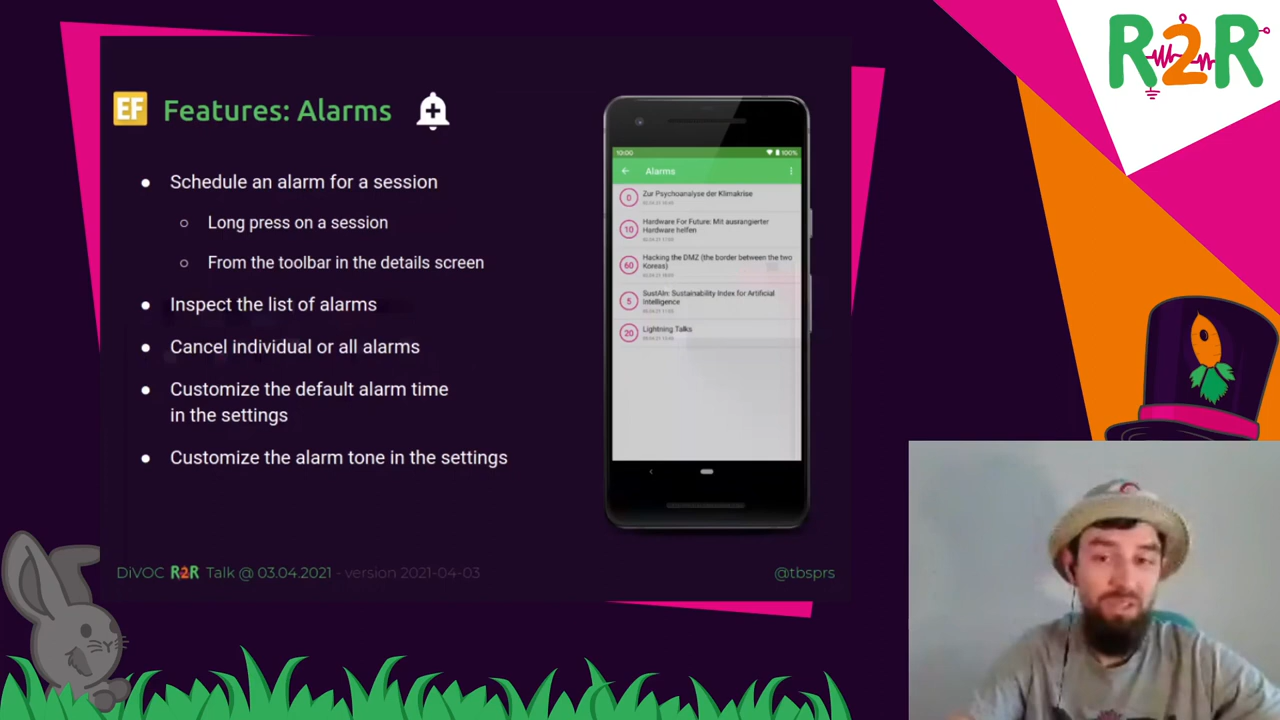 R2R
EF Features: Alarms
Schedule an alarm for a session
Long press on a session
From the toolbar in the details screen
Inspect the list of alarms
Cancel individual or all alarms
Customize the default alarm time
in the settings
Customize the alarm tone in the settings
10:00 100%
Alarms
0 Zur Psychoanalyse der Klimakrise
10 Hardware For Future: Mit ausrangierter
Hardware helfen
60 Hacking the DMZ (the border between the two
Koreas)
5 SustAIn: Sustainability Index for Artificial
Intelligence
20 Lightning Talks
DiVOC R2R Talk @ 03.04.2021 - version 2021-04-03
@tbsprs